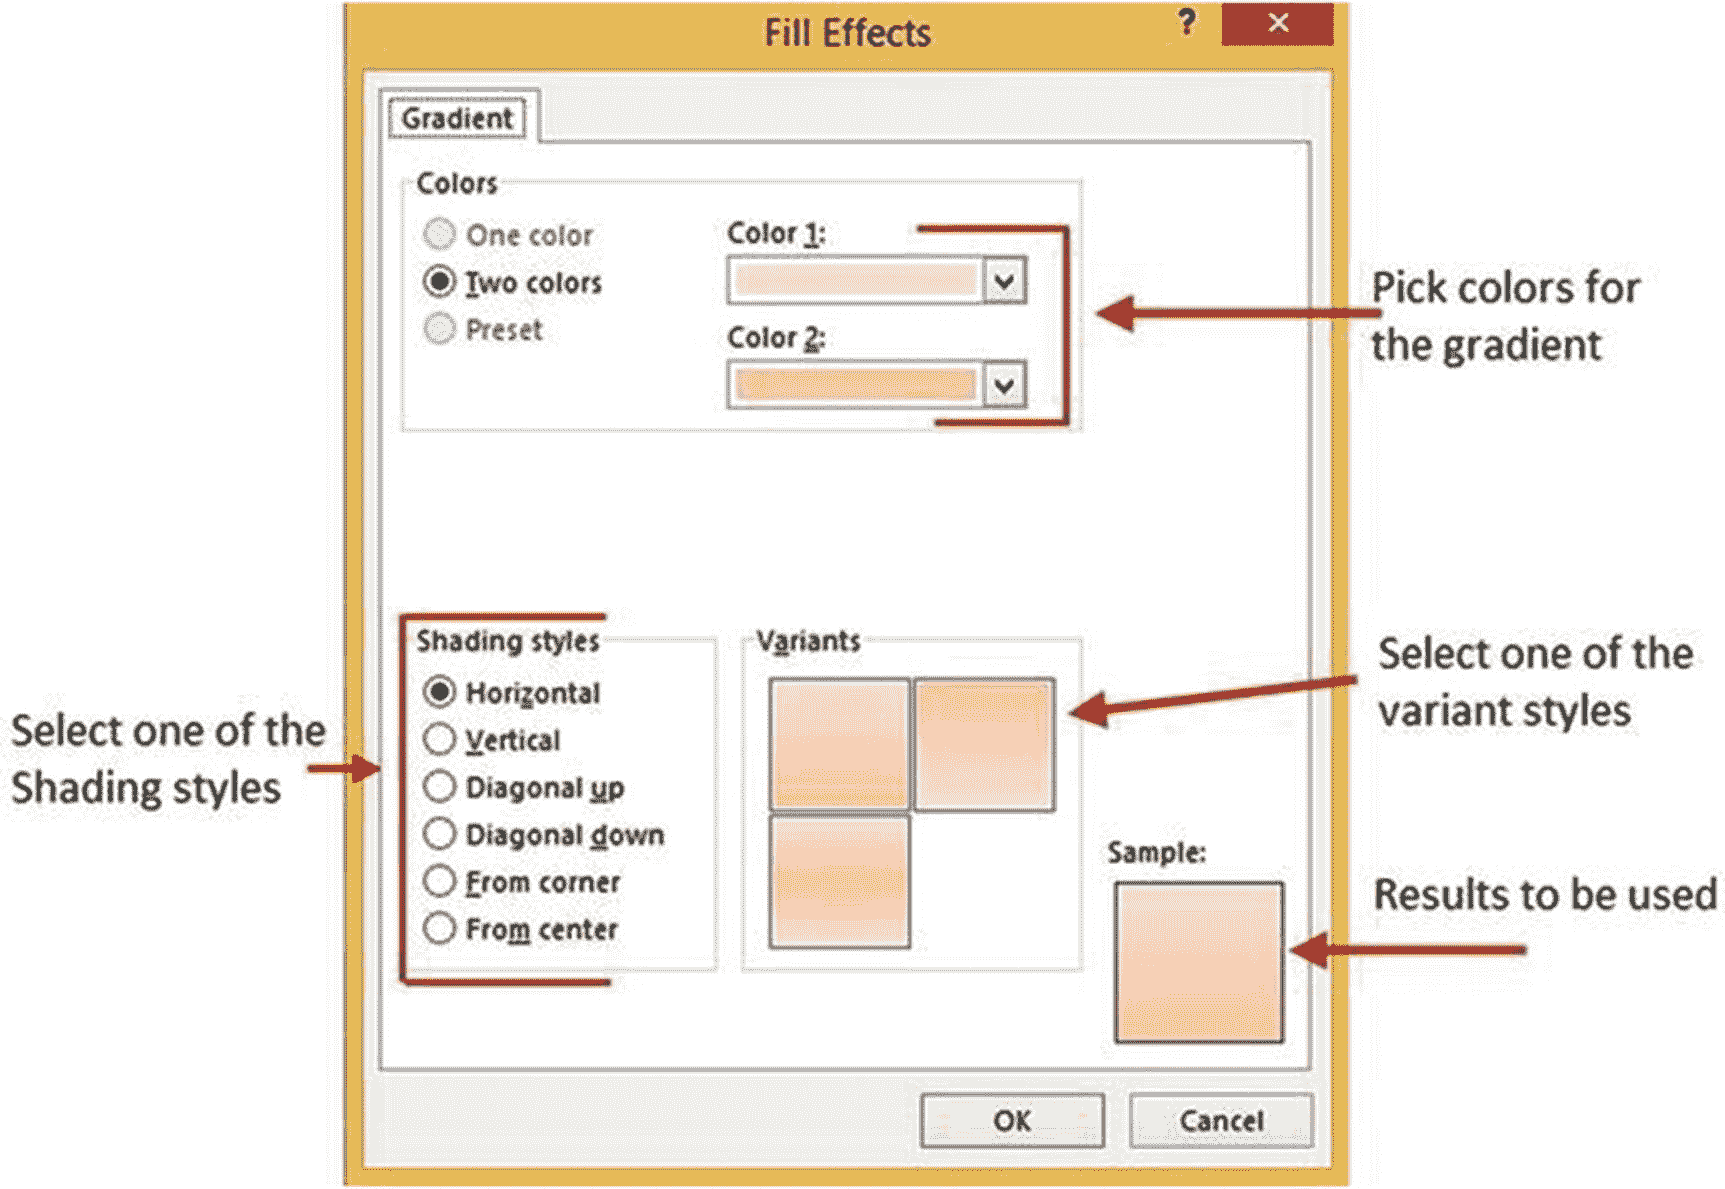 Fill Effects
?
Gradient
Colors
One color
Two colors
Preset
Color 1:
Color 2:
Pick colors for
the gradient
Shading styles
Horizontal
Vertical
Diagonal up
Diagonal down
From corner
From center
Select one of the
Shading styles
Variants
Select one of the
variant styles
Sample:
Results to be used
OK
Cancel